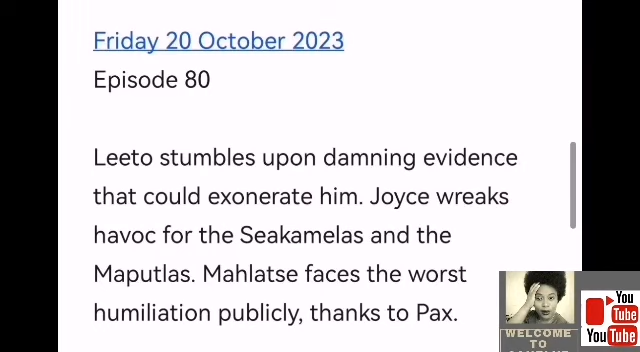 Friday 20 October 2023
Episode 80
Leeto stumbles upon damning evidence
that could exonerate him. Joyce wreaks
havoc for the Seakamelas and the
Maputlas. Mahlatse faces the worst
humiliation publicly, thanks to Pax.
You
Tube
You Tube
WELCOME
TO